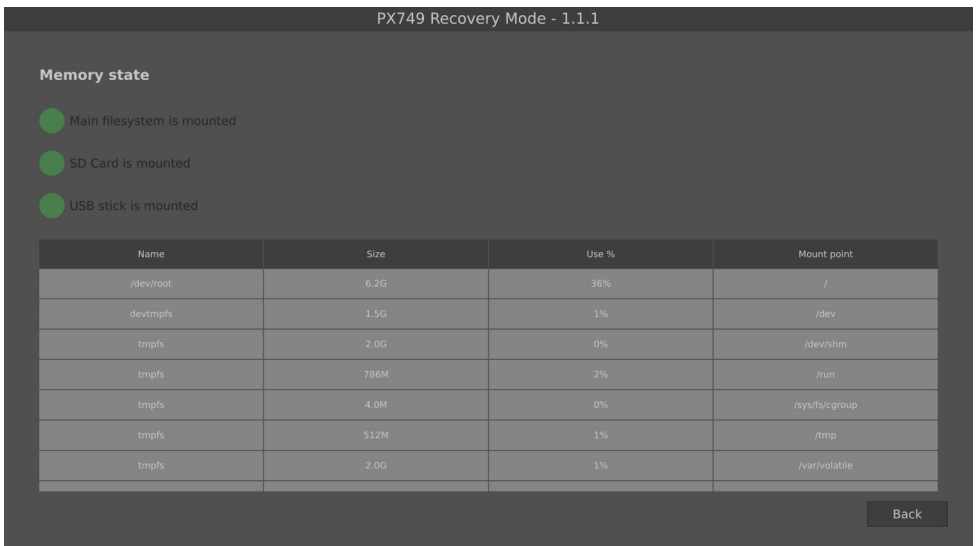 PX749 Recovery Mode - 1.1.1
Memory state
Main filesystem is mounted
SD Card is mounted
USB stick is mounted
Name Size Use % Mount point
/dev/root 6.2G 36% /
devtmpfs 1.5G 1% /dev
tmpfs 2.0G 0% /dev/shm
tmpfs 786M 2% /run
tmpfs 4.0M 0% /sys/fs/cgroup
tmpfs 512M 1% /tmp
tmpfs 2.0G 1% /var/volatile
Back